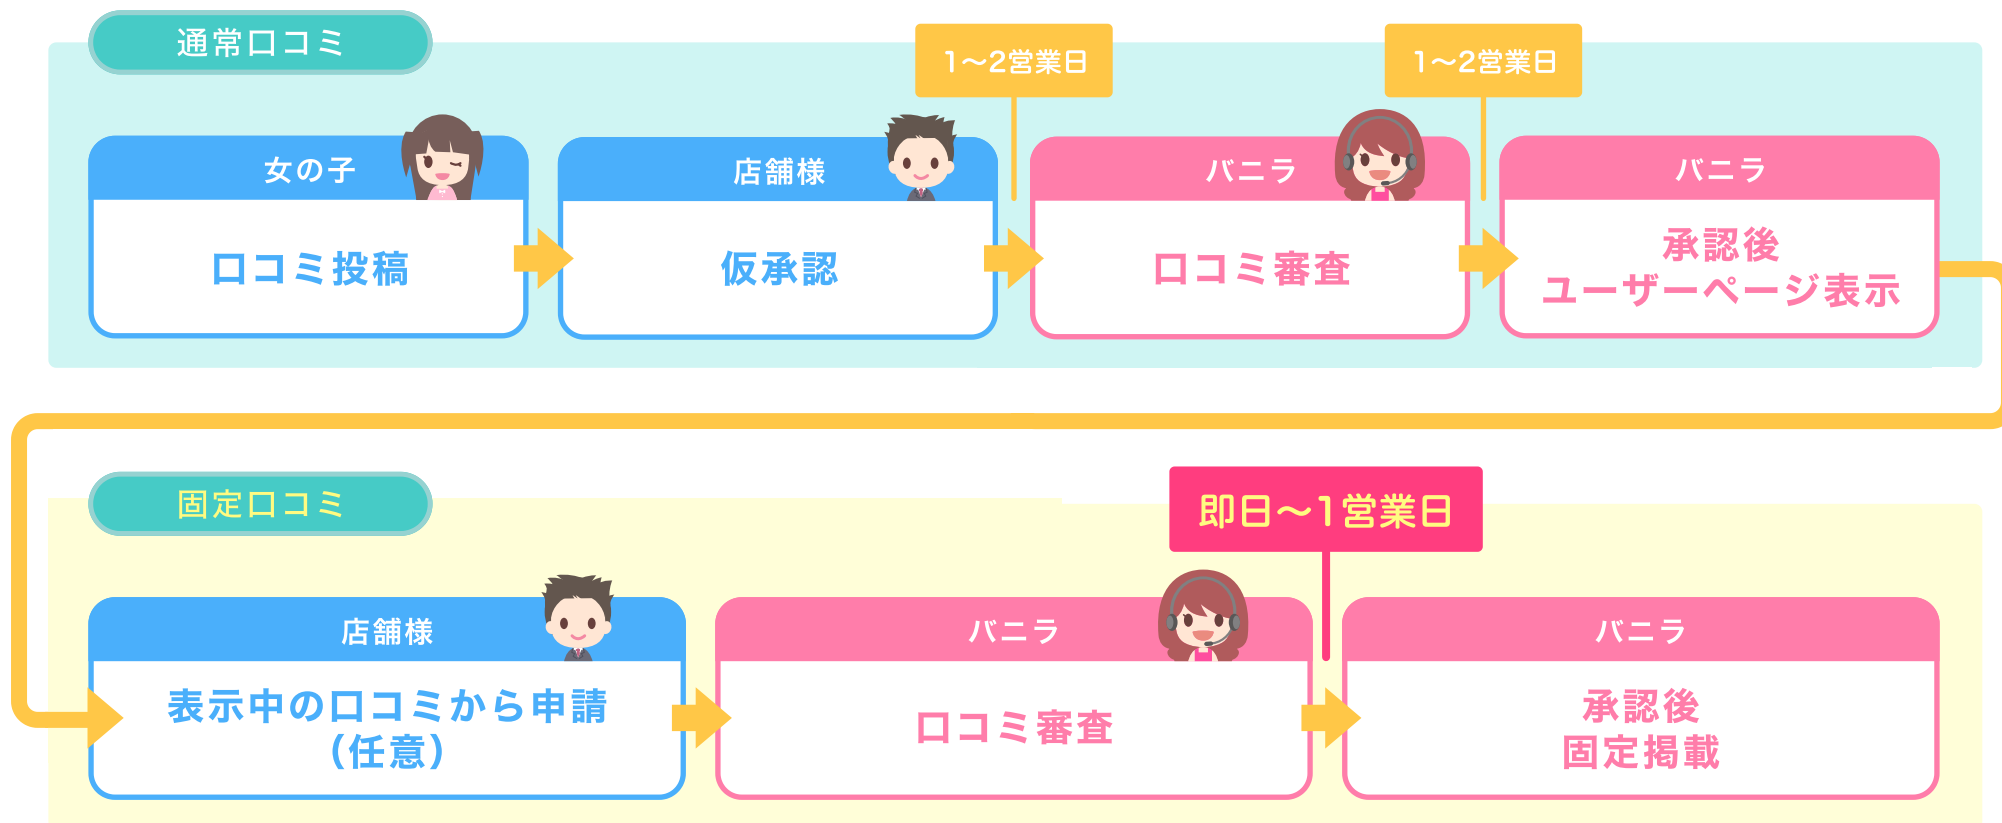 通常口コミ
1〜2営業日
1〜2営業日
女の子
口コミ投稿
店舗様
仮承認
バニラ
口コミ審査
バニラ
承認後
ユーザーページ表示
固定口コミ
即日〜1営業日
店舗様
表示中の口コミから申請
（任意）
バニラ
口コミ審査
バニラ
承認後
固定掲載